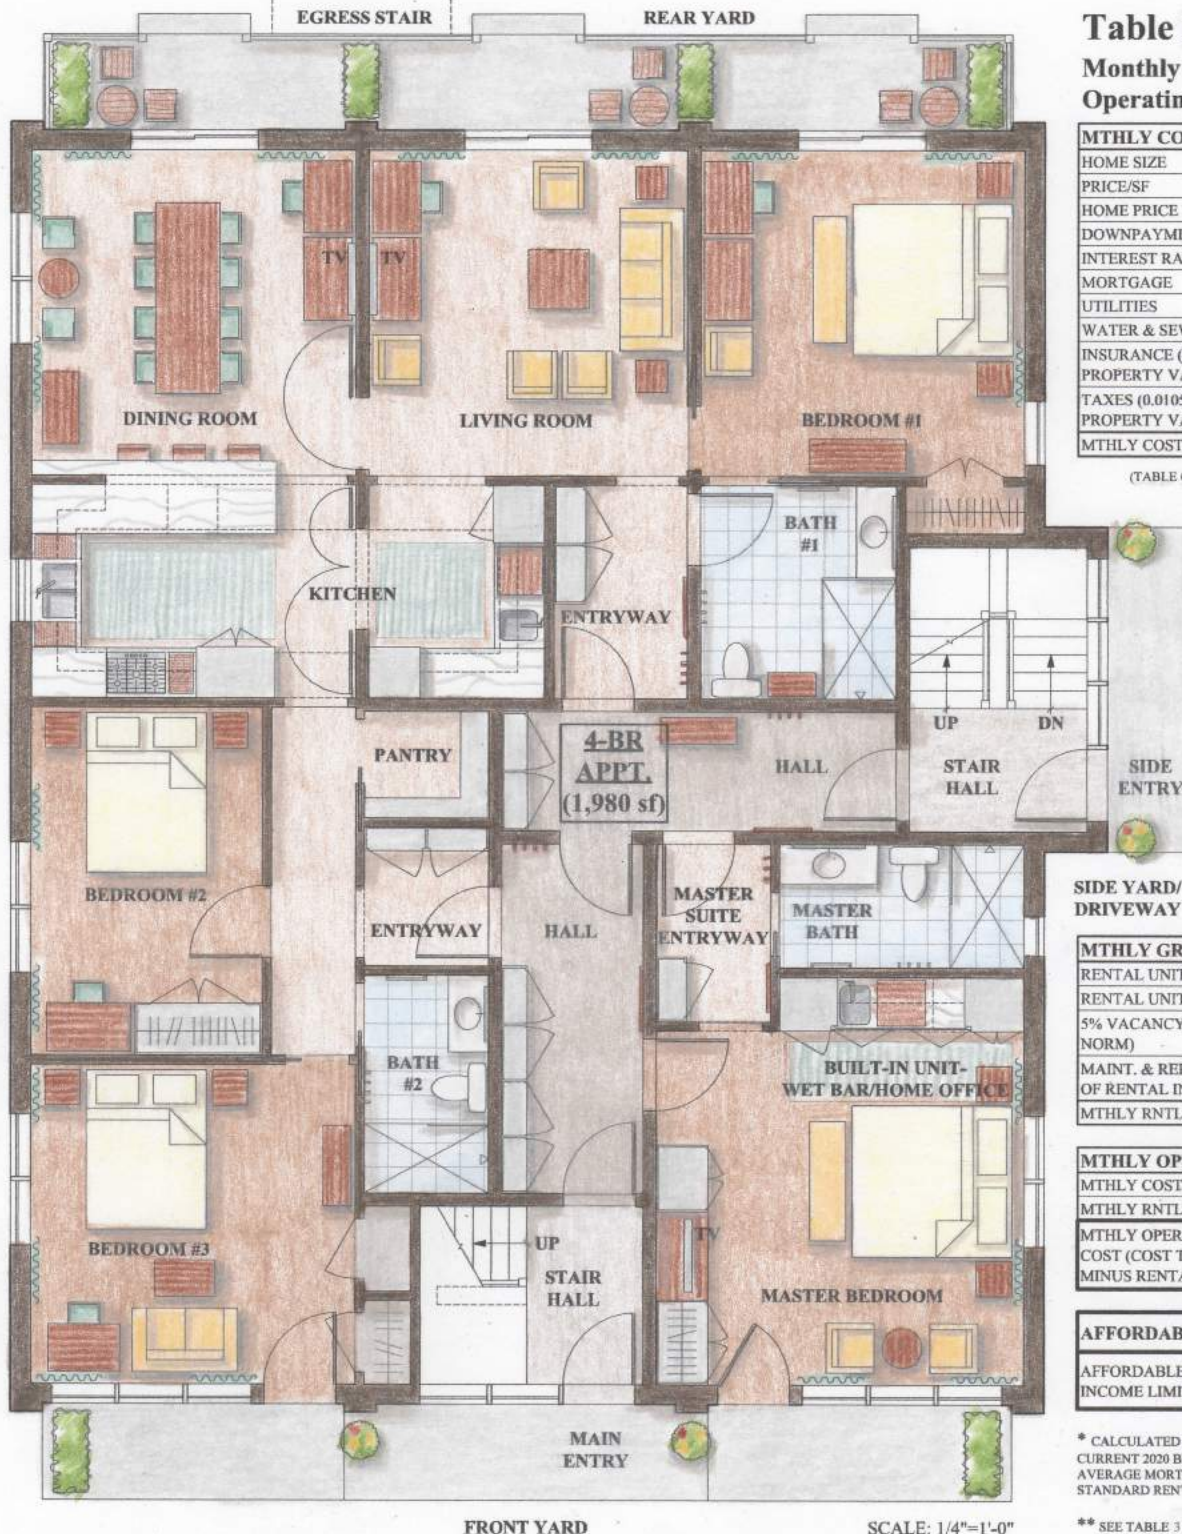 EGRESS STAIR
REAR YARD
TV
TV
DINING ROOM
LIVING ROOM
BEDROOM #1
KITCHEN
ENTRYWAY
BATH
#1
PANTRY
4-BR
APPT.
(1,980 sf)
HALL
UP
DN
STAIR
HALL
SIDE
ENTRY
BEDROOM #2
ENTRYWAY
HALL
MASTER
SUITE
ENTRYWAY
MASTER
BATH
SIDE YARD/
DRIVEWAY
BATH
#2
BUILT-IN UNIT-
WET BAR/HOME OFFICE
BEDROOM #3
UP
STAIR
HALL
TV
MASTER BEDROOM
MAIN
ENTRY
FRONT YARD
SCALE: 1/4"=1'-0"
Table
Monthly
Operatin
MTHLY CO
HOME SIZE
PRICE/SF
HOME PRICE
DOWNPAYM
INTEREST RA
MORTGAGE
UTILITIES
WATER & SEW
INSURANCE (
PROPERTY VA
TAXES (0.0105
PROPERTY VA
MTHLY COST
(TABLE
MTHLY GR
RENTAL UNIT
RENTAL UNIT
5% VACANCY
NORM)
MAINT. & REP
OF RENTAL IN
MTHLY RNTL
MTHLY OP
MTHLY COST
MTHLY RNTL
MTHLY OPER
COST (COST T
MINUS RENTA
AFFORDAB
AFFORDABLE
INCOME LIMI
* CALCULATED
CURRENT 2020 B
AVERAGE MORT
STANDARD RENT
** SEE TABLE 3